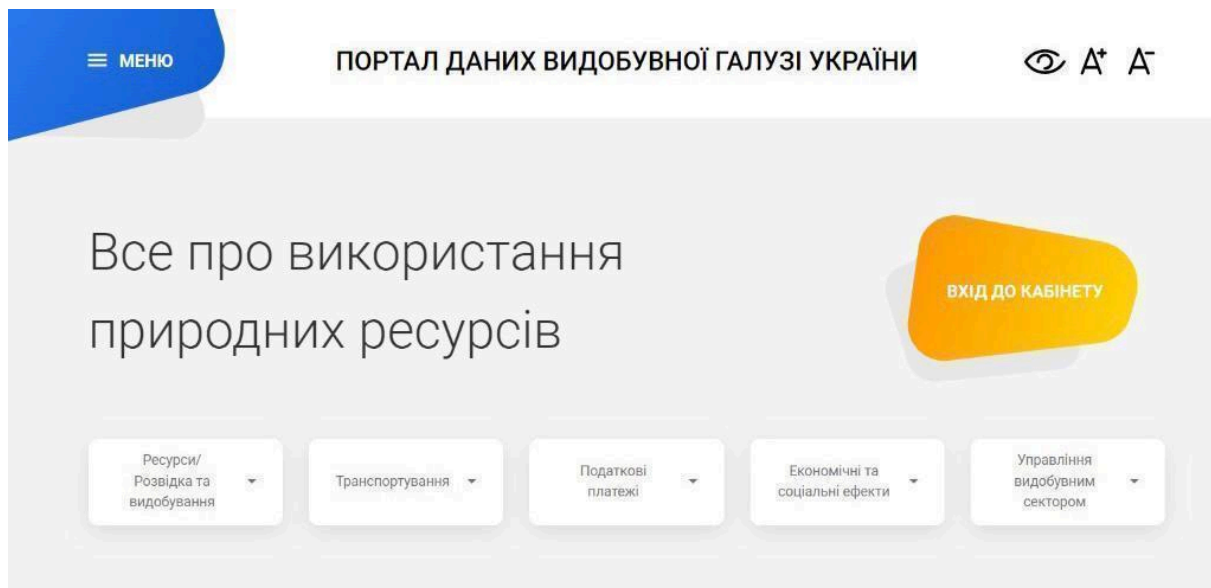 МЕНЮ
ПОРТАЛ ДАНИХ ВИДОБУВНОЇ ГАЛУЗІ УКРАЇНИ
A+ A-
Все про використання
природних ресурсів
ВХІД ДО КАБІНЕТУ
Ресурси/
Розвідка та
видобування
Транспортування
Податкові
платежі
Економічні та
соціальні ефекти
Управління
видобувним
сектором